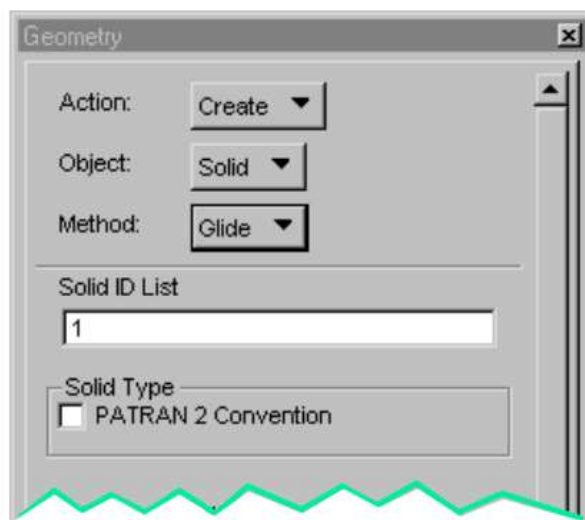 Geometry
Action: Create
Object: Solid
Method: Glide
Solid ID List
1
Solid Type
PATRAN 2 Convention